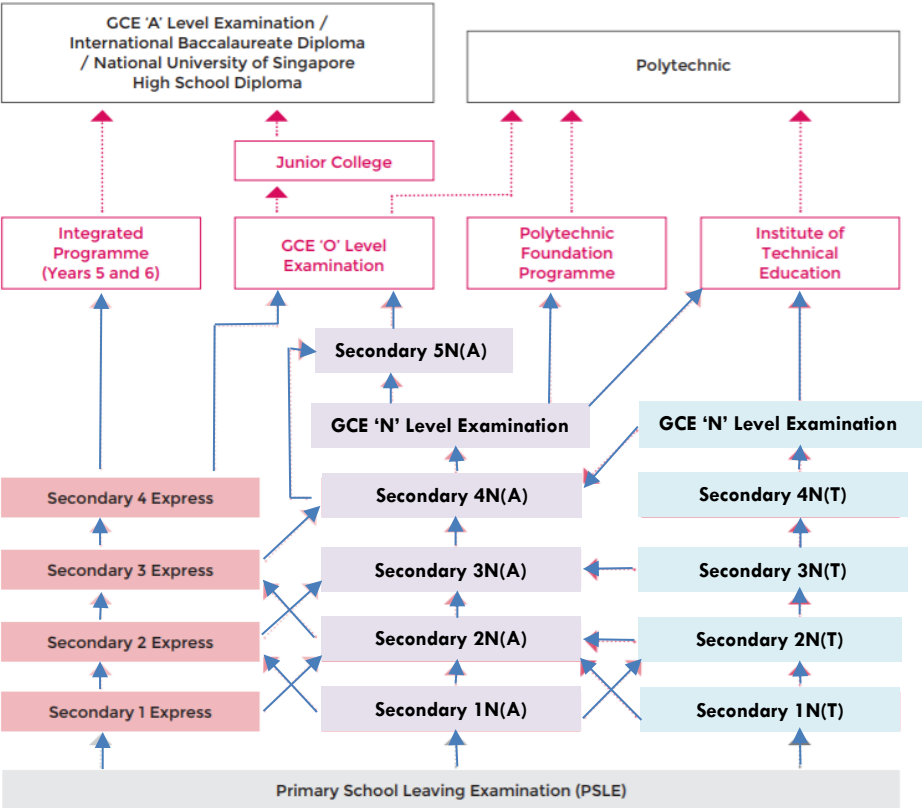 GCE 'A' Level Examination /
International Baccalaureate Diploma
/ National University of Singapore
High School Diploma
Polytechnic
Junior College
Integrated
Programme
(Years 5 and 6)
GCE 'O' Level
Examination
Polytechnic
Foundation
Programme
Institute of
Technical
Education
Secondary 5N(A)
GCE ‘N’ Level Examination
GCE ‘N’ Level Examination
Secondary 4 Express
Secondary 4N(A)
Secondary 4N(T)
Secondary 3 Express
Secondary 3N(A)
Secondary 3N(T)
Secondary 2 Express
Secondary 2N(A)
Secondary 2N(T)
Secondary 1 Express
Secondary 1N(A)
Secondary 1N(T)
Primary School Leaving Examination (PSLE)